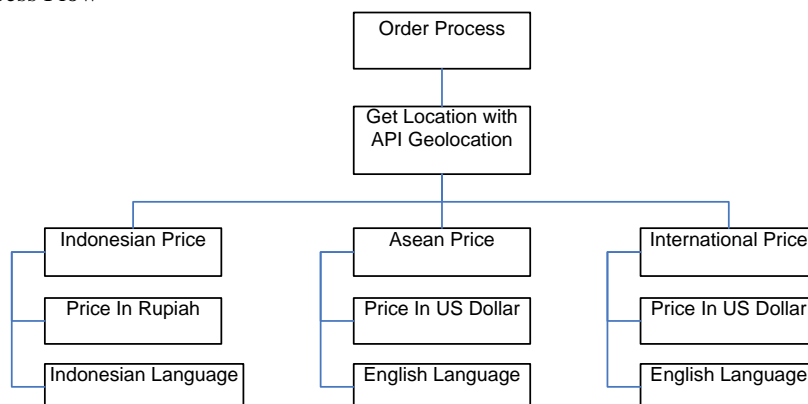 Order Process
Get Location with
API Geolocation
Indonesian Price
Asean Price
International Price
Price In Rupiah
Price In US Dollar
Price In US Dollar
Indonesian Language
English Language
English Language